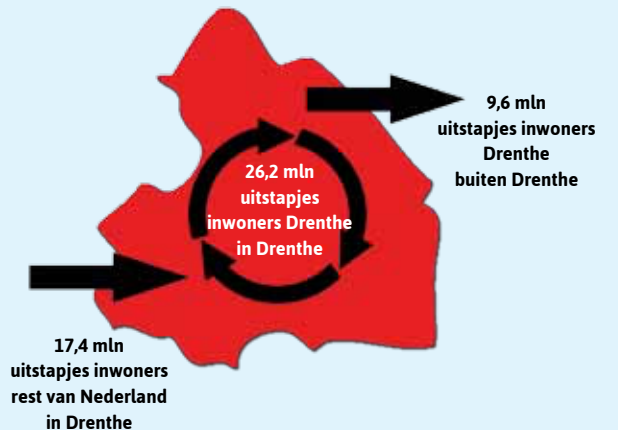 9,6 mln
uitstapjes inwoners
Drenthe
buiten Drenthe
26,2 mln
uitstapjes
inwoners Drenthe
in Drenthe
17,4 mln
uitstapjes inwoners
rest van Nederland
in Drenthe